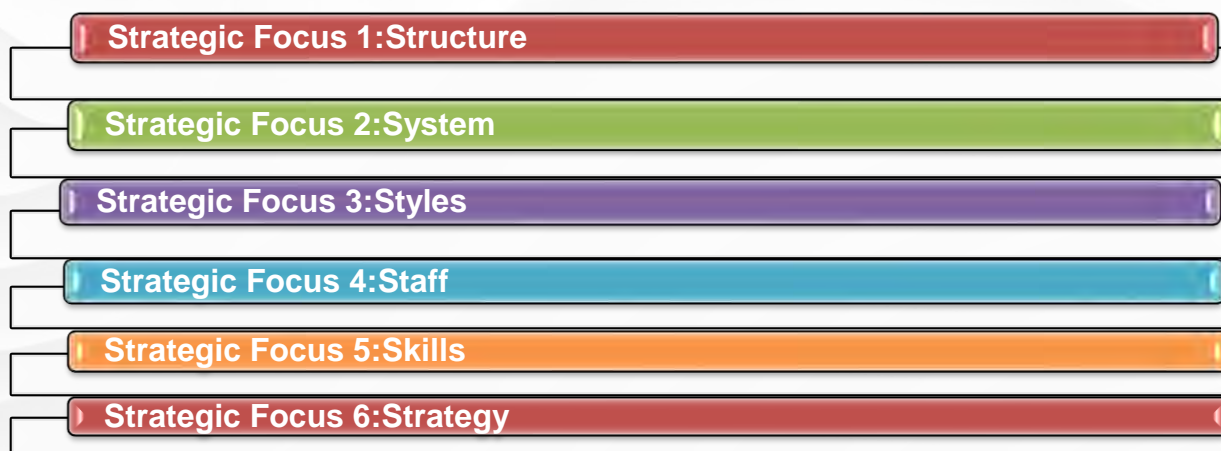 Strategic Focus 1:Structure
Strategic Focus 2:System
Strategic Focus 3:Styles
Strategic Focus 4:Staff
Strategic Focus 5:Skills
Strategic Focus 6:Strategy